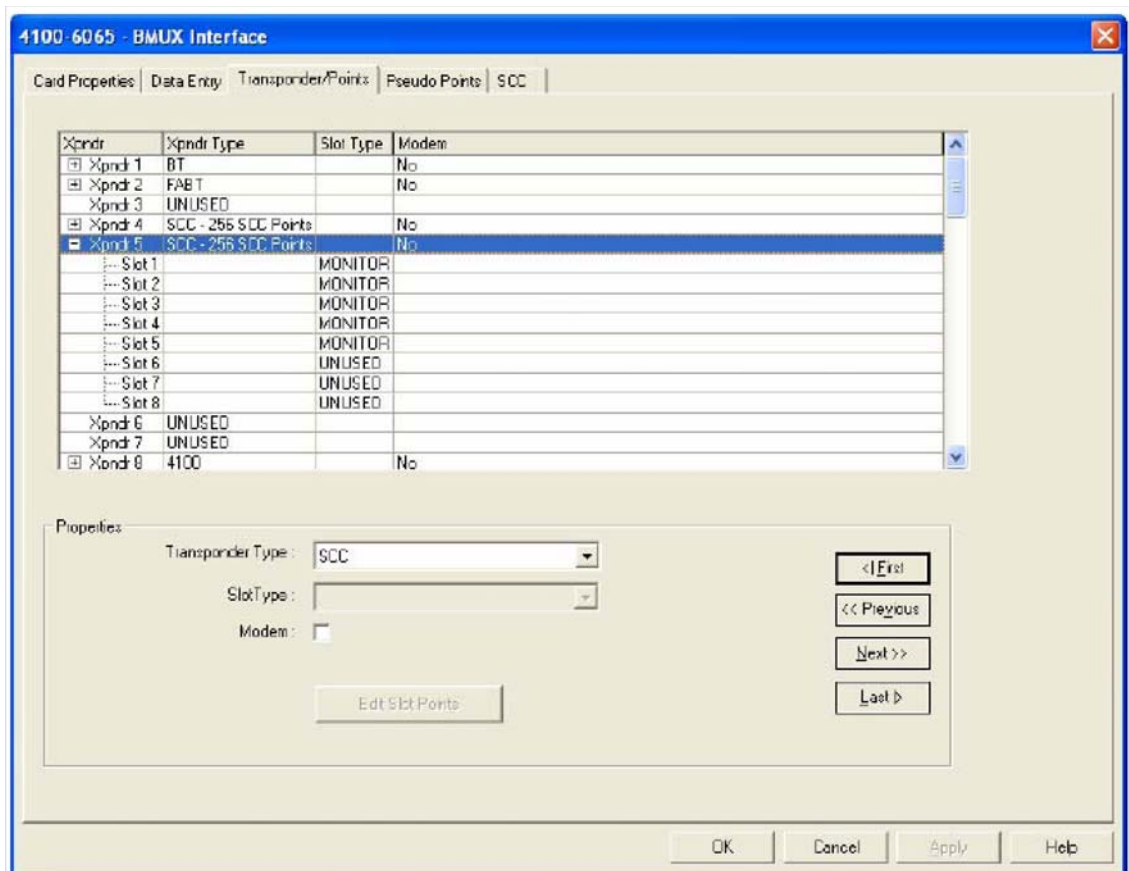 4100-6065 - BMUX Interface
Card Properties Data Entry Transponder/Points Pseudo Points SCC
Xpndr Xpndr Type Slot Type Modem
Xpndr 1 BT No
Xpndr 2 FABT No
Xpndr 3 UNUSED
Xpndr 4 SCC - 256 SCC Points No
Xpndr 5 SCC - 256 SCC Points No
Slot 1 MONITOR
Slot 2 MONITOR
Slot 3 MONITOR
Slot 4 MONITOR
Slot 5 MONITOR
Slot 6 UNUSED
Slot 7 UNUSED
Slot 8 UNUSED
Xpndr 6 UNUSED
Xpndr 7 UNUSED
Xpndr 8 4100 No
Properties
Transponder Type : SCC
<| First
SlotType :
<< Previous
Modem :
Next >>
Edit Slot Points
Last |>
OK Cancel Apply Help